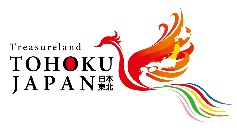 Treasureland
TOHOKU
JAPAN 日本
東北